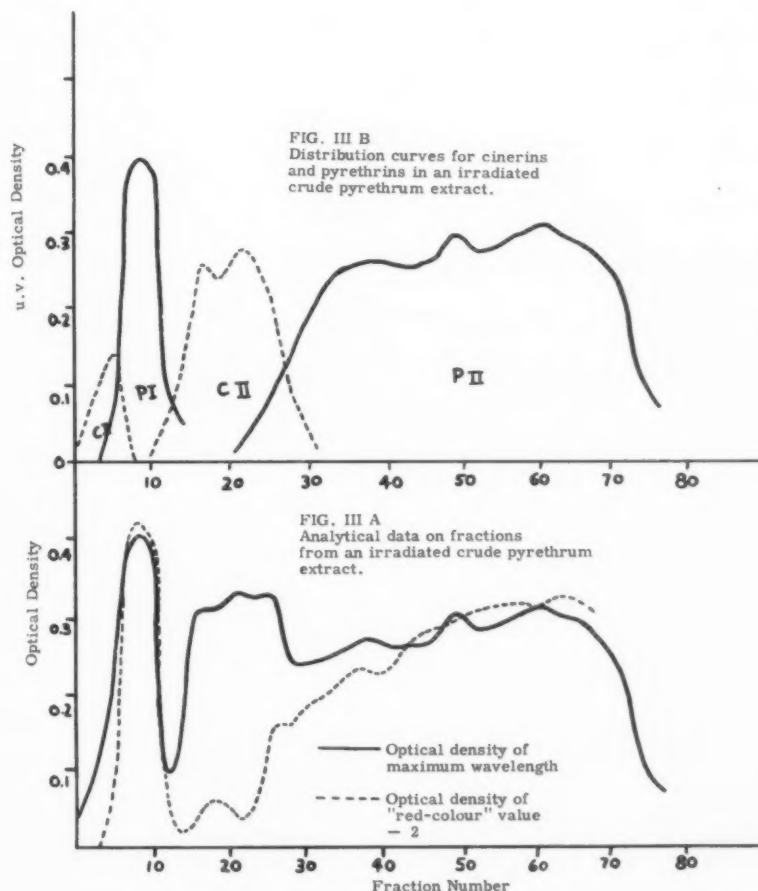 FIG. III B
Distribution curves for cinerins
and pyrethrins in an irradiated
crude pyrethrum extract.
u.v. Optical Density
0.4
0.3
0.2
0.1
0
PI
C II
P II
10
20
30
40
50
60
70
80
FIG. III A
Analytical data on fractions
from an irradiated crude pyrethrum
extract.
Optical Density
0.4
0.3
0.2
0.1
Optical density of
maximum wavelength
Optical density of
"red-colour" value
— 2
10
20
30
40
50
60
70
80
Fraction Number